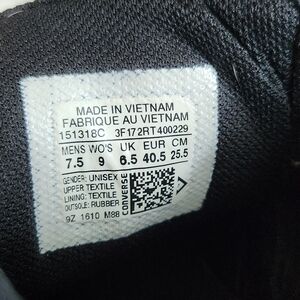 MADE IN VIETNAM
FABRIQUE AU VIETNAM
151318C 3F172RT400229
MENS WO'S UK EUR CM
7.5 9 6.5 40.5 25.5
GENDER: UNISEX
UPPER: TEXTILE
LINING: TEXTILE
OUTSOLE: RUBBER
9Z 1610 M88
CONVERSE